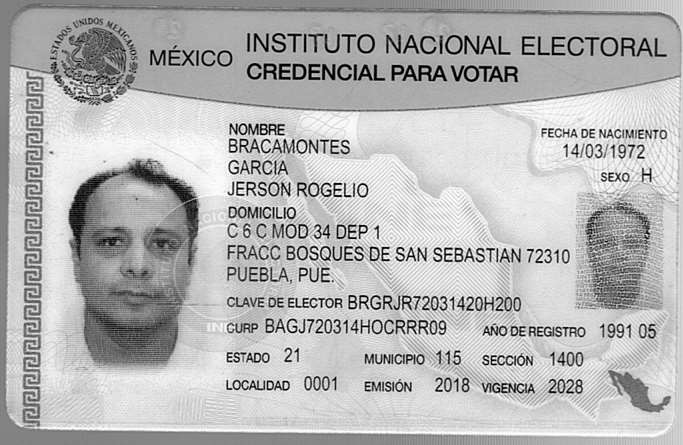 ESTADOS UNIDOS MEXICANOS
MÉXICO INSTITUTO NACIONAL ELECTORAL
CREDENCIAL PARA VOTAR
NOMBRE
BRACAMONTES
GARCIA
JERSON ROGELIO
FECHA DE NACIMIENTO
14/03/1972
SEXO H
DOMICILIO
C 6 C MOD 34 DEP 1
FRACC BOSQUES DE SAN SEBASTIAN 72310
PUEBLA, PUE.
CLAVE DE ELECTOR BRGRJR72031420H200
CURP BAGJ720314HOCRRR09 AÑO DE REGISTRO 1991 05
ESTADO 21 MUNICIPIO 115 SECCIÓN 1400
LOCALIDAD 0001 EMISIÓN 2018 VIGENCIA 2028